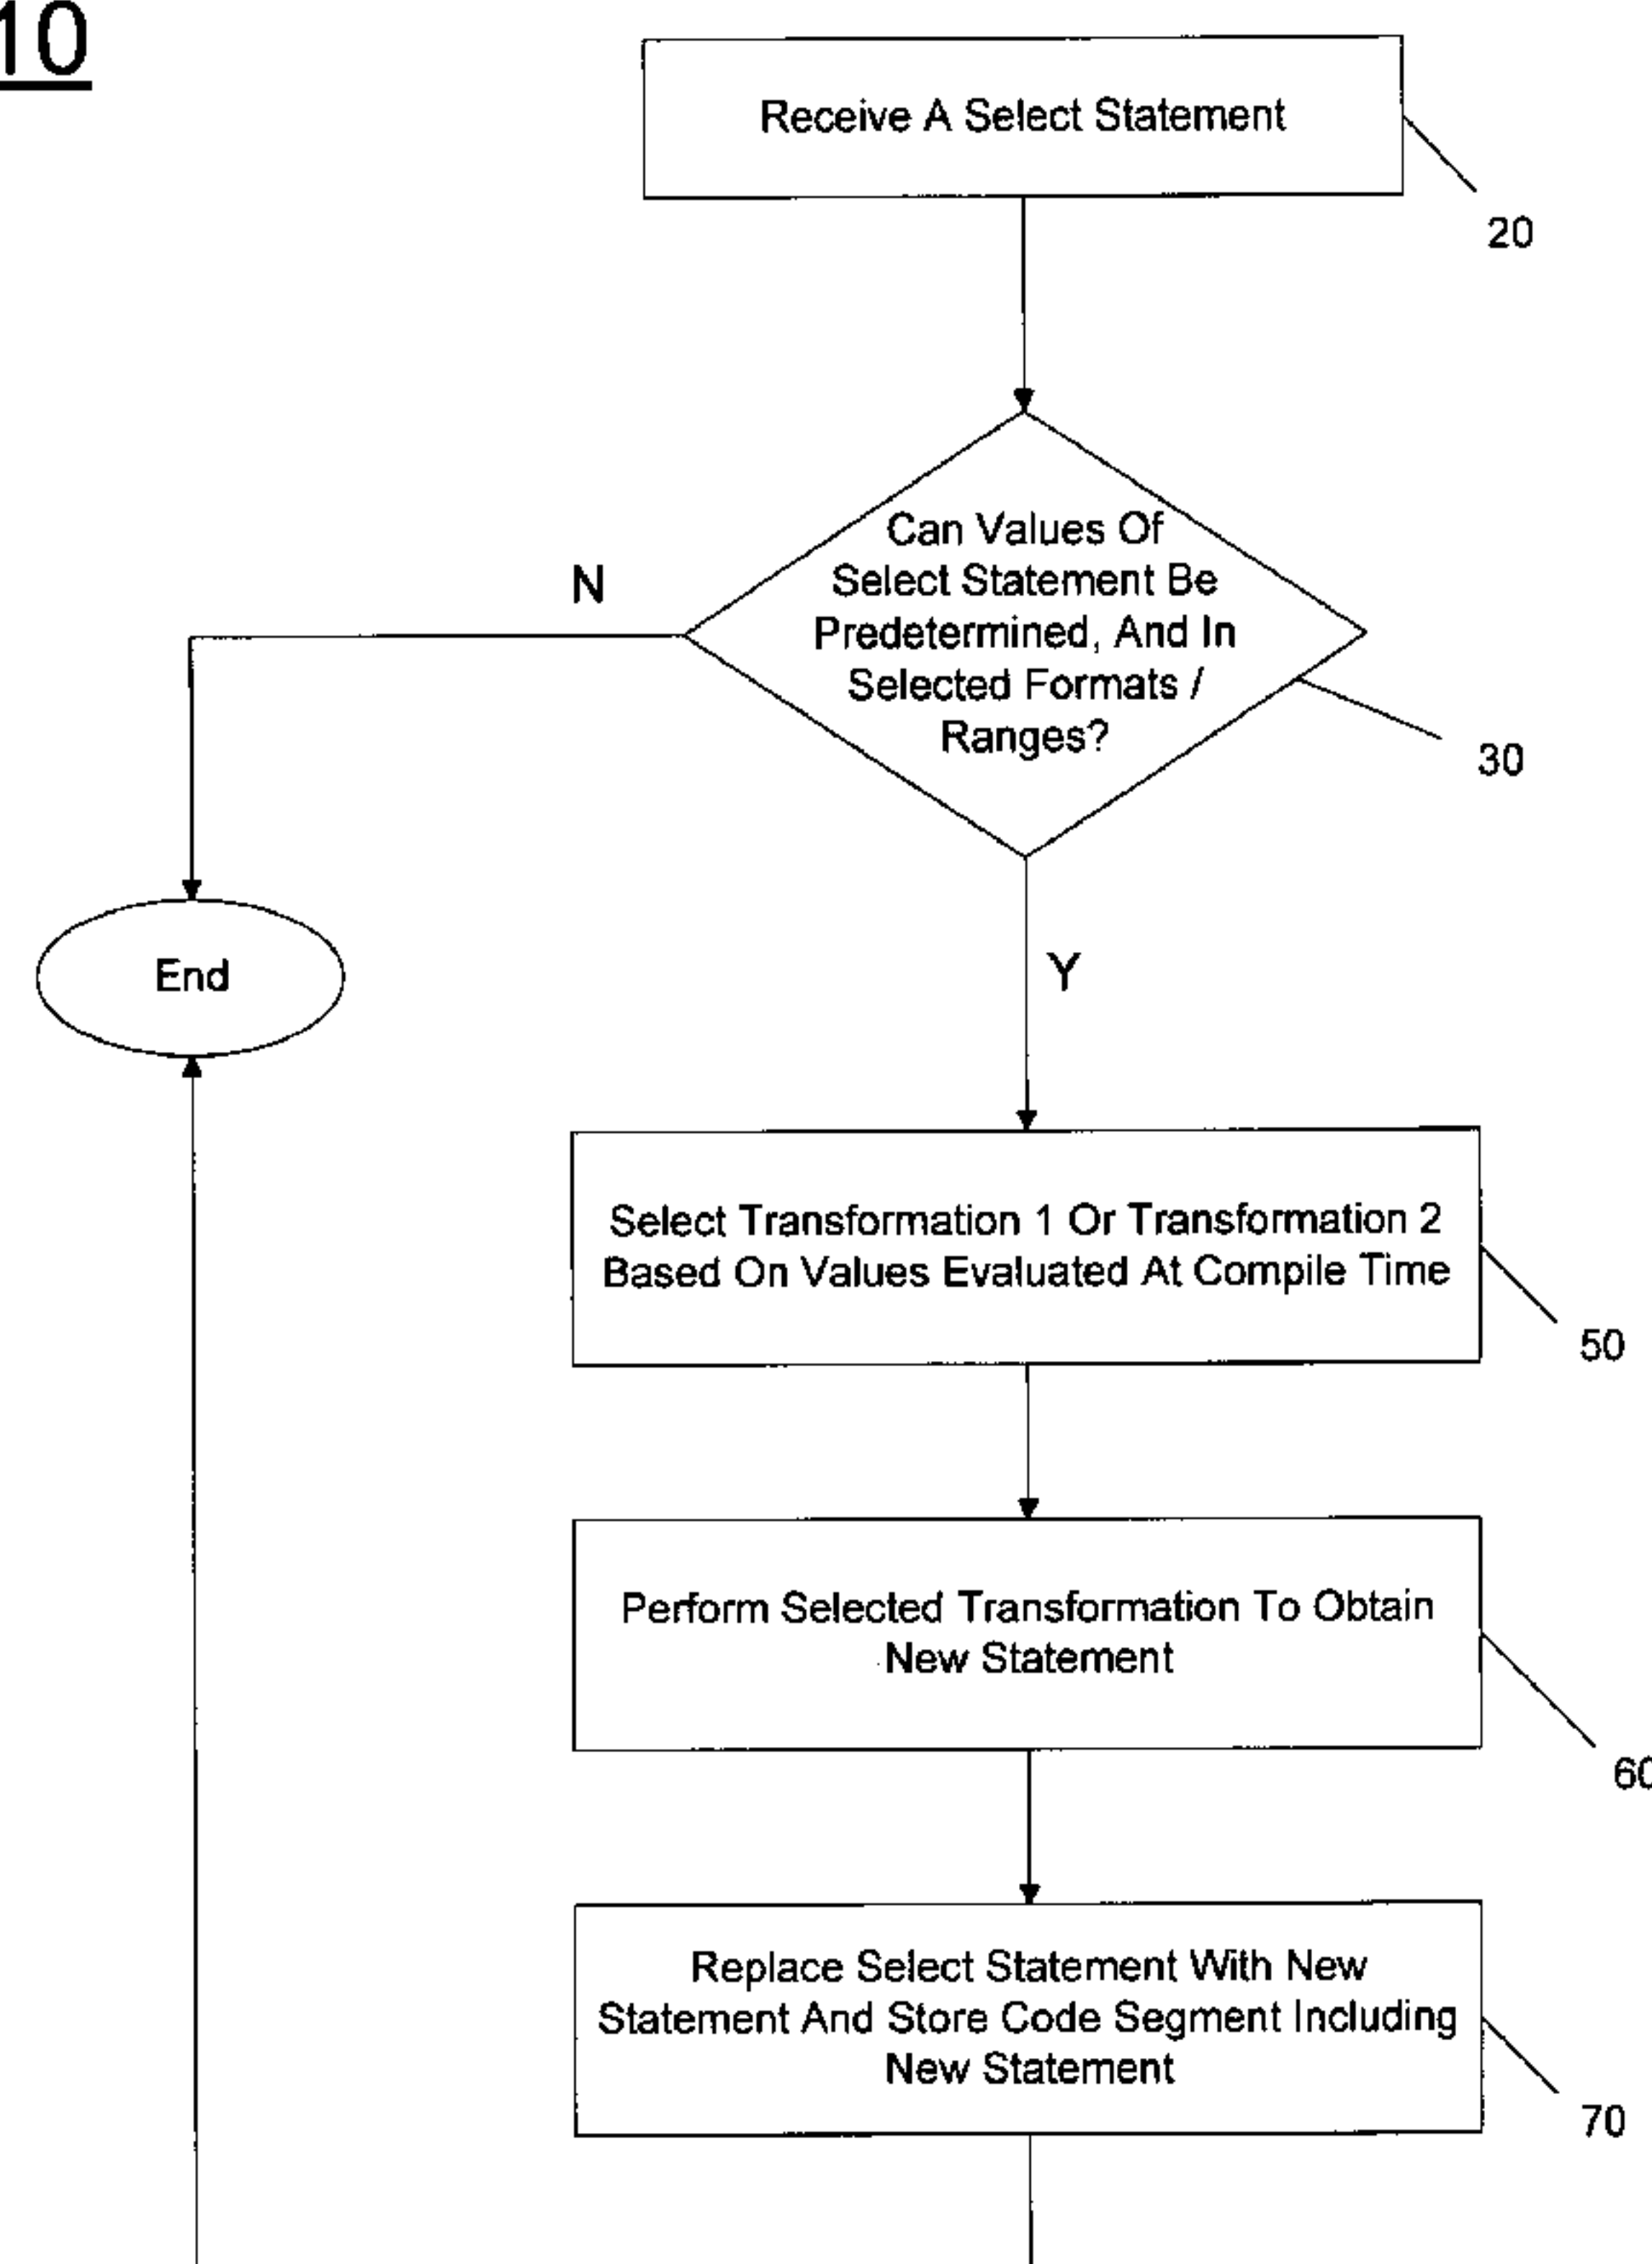 10
Receive A Select Statement
20
Can Values Of
Select Statement Be
Predetermined, And In
Selected Formats /
Ranges?
N
30
End
Y
Select Transformation 1 Or Transformation 2
Based On Values Evaluated At Compile Time
50
Perform Selected Transformation To Obtain
New Statement
60
Replace Select Statement With New
Statement And Store Code Segment Including
New Statement
70